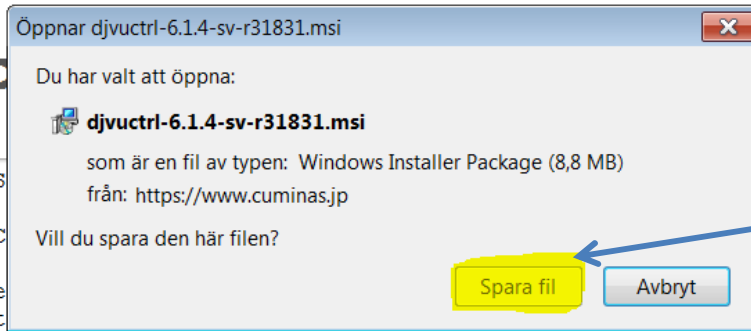 Öppnar djvuctrl-6.1.4-sv-r31831.msi
Du har valt att öppna:
djvuctrl-6.1.4-sv-r31831.msi
som är en fil av typen: Windows Installer Package (8,8 MB)
från: https://www.cuminas.jp
Vill du spara den här filen?
Spara fil Avbryt